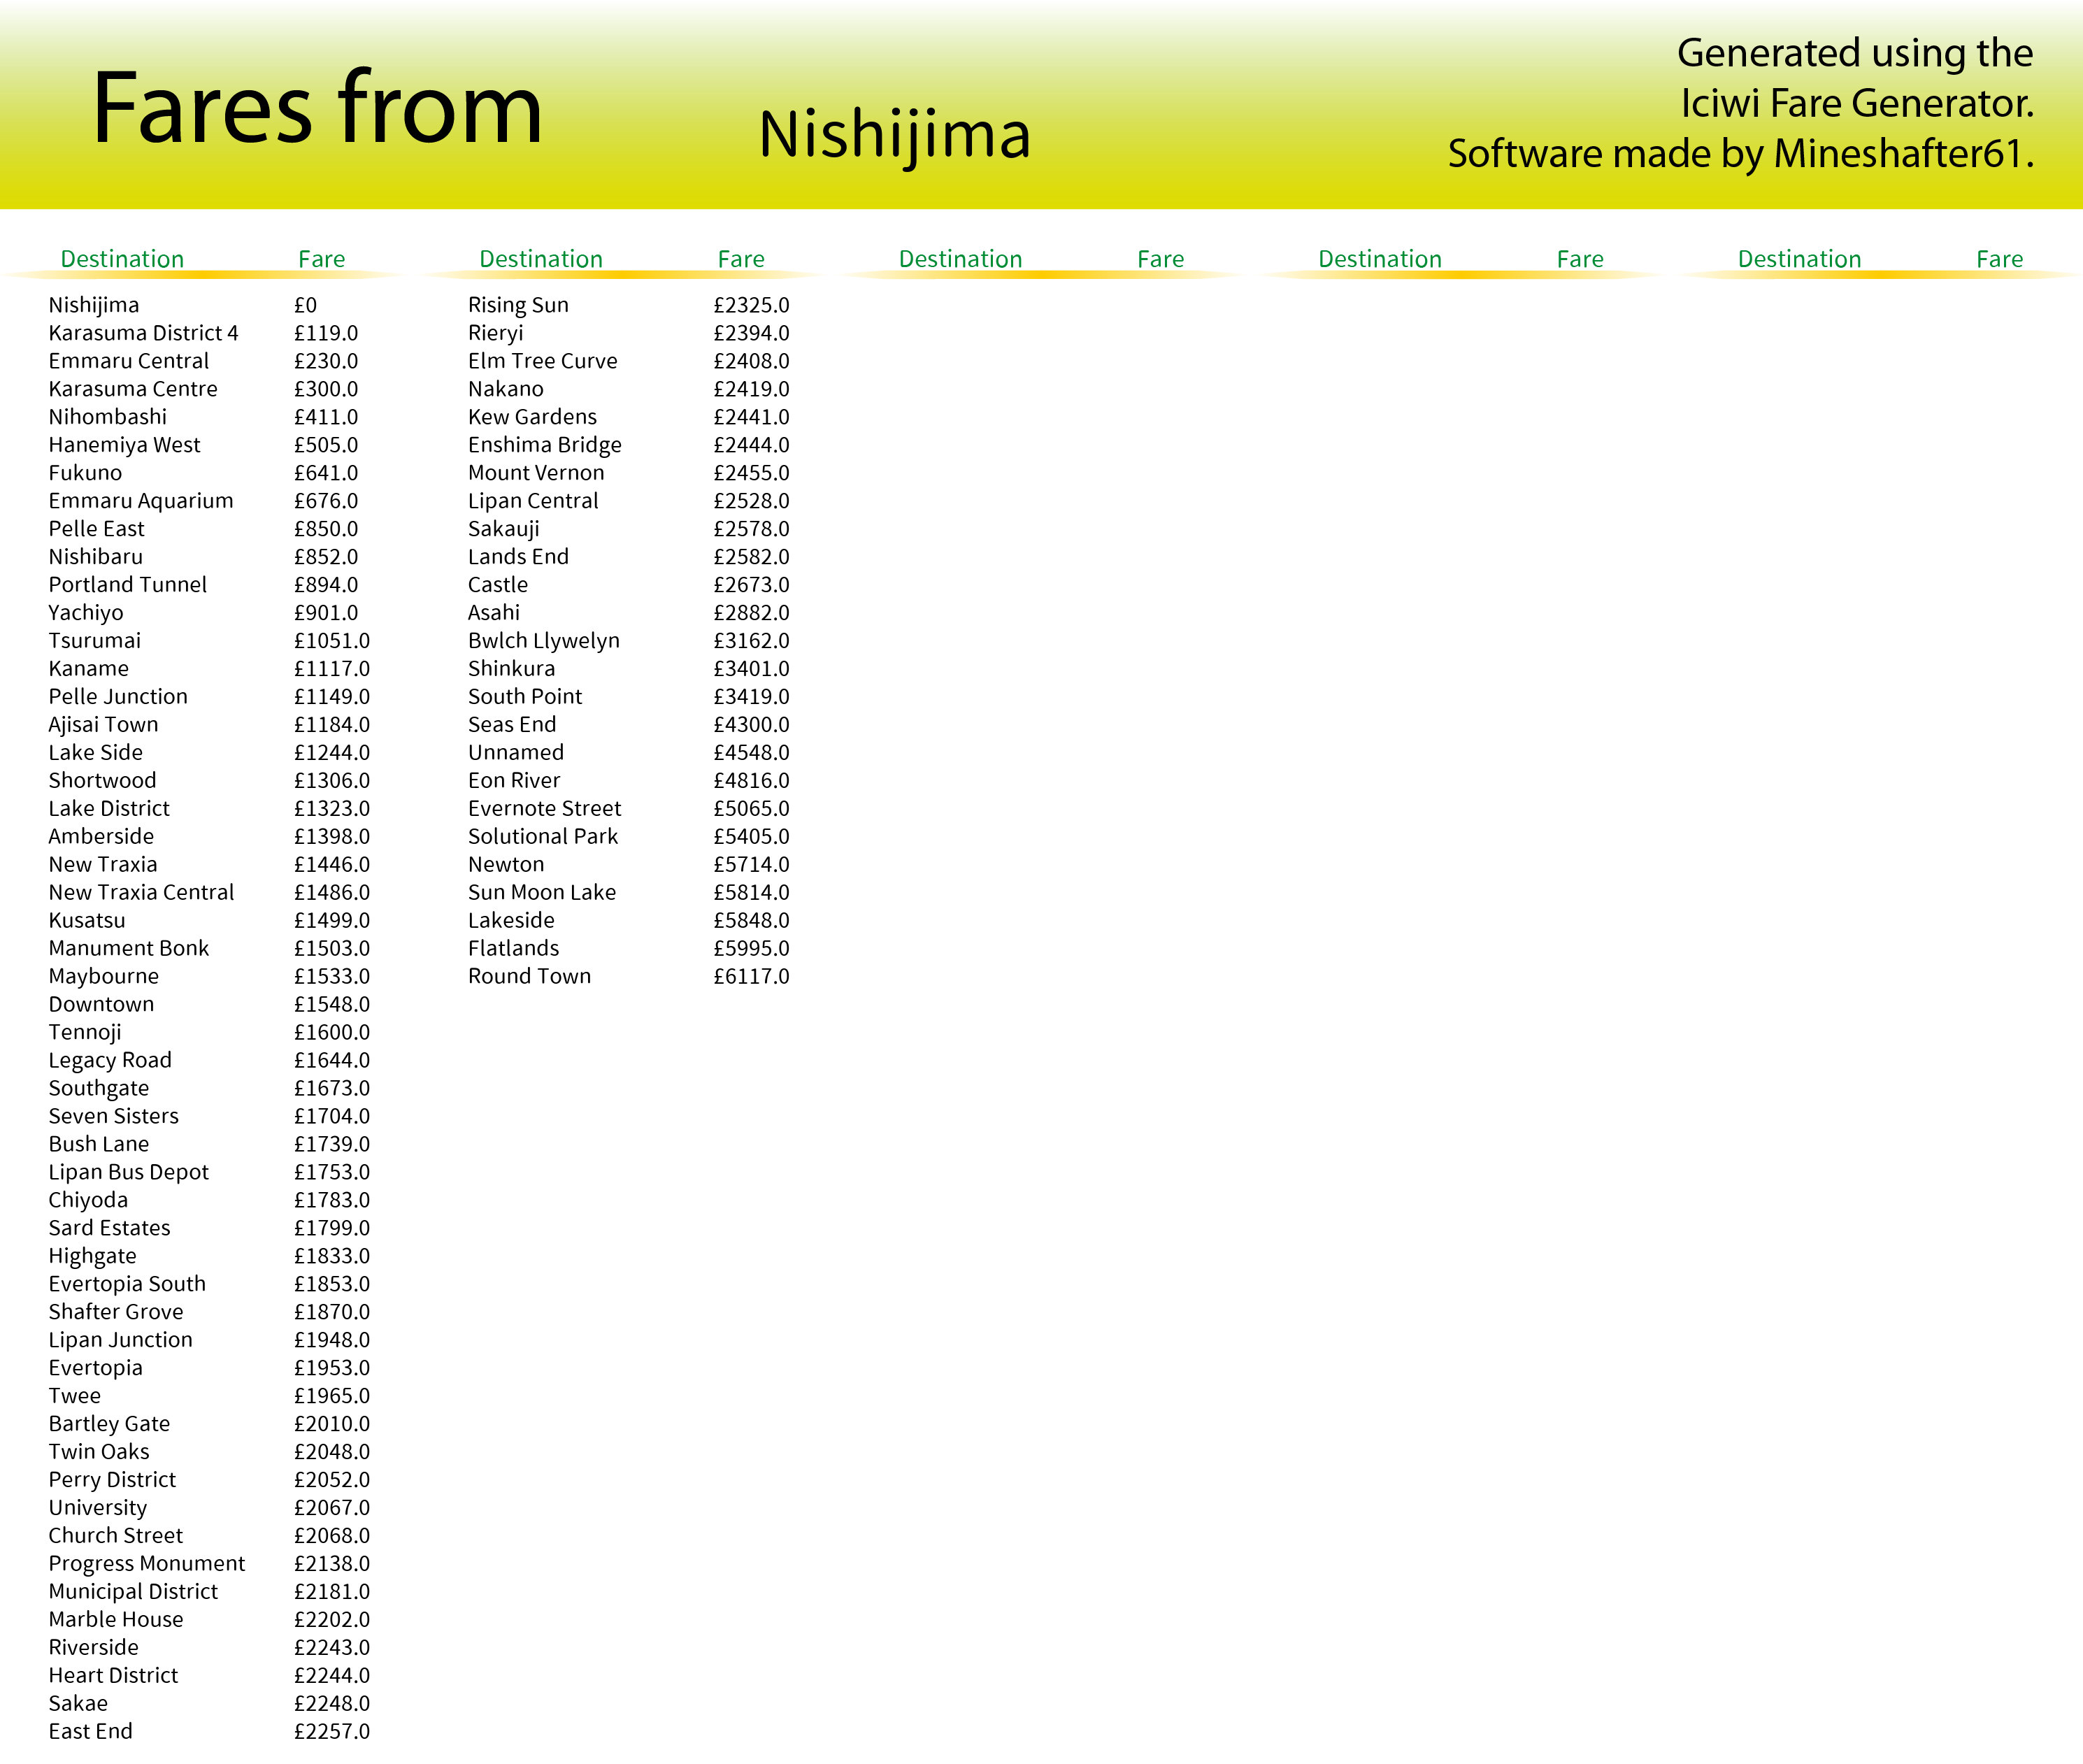 Fares from
Nishijima
Generated using the
Iciwi Fare Generator.
Software made by Mineshafter61.
Destination Fare Destination Fare Destination Fare Destination Fare Destination Fare
Nishijima £0
Karasuma District 4 £119.0
Emmaru Central £230.0
Karasuma Centre £300.0
Nihombashi £411.0
Hanemiya West £505.0
Fukuno £641.0
Emmaru Aquarium £676.0
Pelle East £850.0
Nishibaru £852.0
Portland Tunnel £894.0
Yachiyo £901.0
Tsurumai £1051.0
Kaname £1117.0
Pelle Junction £1149.0
Ajisai Town £1184.0
Lake Side £1244.0
Shortwood £1306.0
Lake District £1323.0
Amberside £1398.0
New Traxia £1446.0
New Traxia Central £1486.0
Kusatsu £1499.0
Manument Bonk £1503.0
Maybourne £1533.0
Downtown £1548.0
Tennoji £1600.0
Legacy Road £1644.0
Southgate £1673.0
Seven Sisters £1704.0
Bush Lane £1739.0
Lipan Bus Depot £1753.0
Chiyoda £1783.0
Sard Estates £1799.0
Highgate £1833.0
Evertopia South £1853.0
Shafter Grove £1870.0
Lipan Junction £1948.0
Evertopia £1953.0
Twee £1965.0
Bartley Gate £2010.0
Twin Oaks £2048.0
Perry District £2052.0
University £2067.0
Church Street £2068.0
Progress Monument £2138.0
Municipal District £2181.0
Marble House £2202.0
Riverside £2243.0
Heart District £2244.0
Sakae £2248.0
East End £2257.0
Rising Sun £2325.0
Rieryi £2394.0
Elm Tree Curve £2408.0
Nakano £2419.0
Kew Gardens £2441.0
Enshima Bridge £2444.0
Mount Vernon £2455.0
Lipan Central £2528.0
Sakauji £2578.0
Lands End £2582.0
Castle £2673.0
Asahi £2882.0
Bwlch Llywelyn £3162.0
Shinkura £3401.0
South Point £3419.0
Seas End £4300.0
Unnamed £4548.0
Eon River £4816.0
Evernote Street £5065.0
Solutional Park £5405.0
Newton £5714.0
Sun Moon Lake £5814.0
Lakeside £5848.0
Flatlands £5995.0
Round Town £6117.0